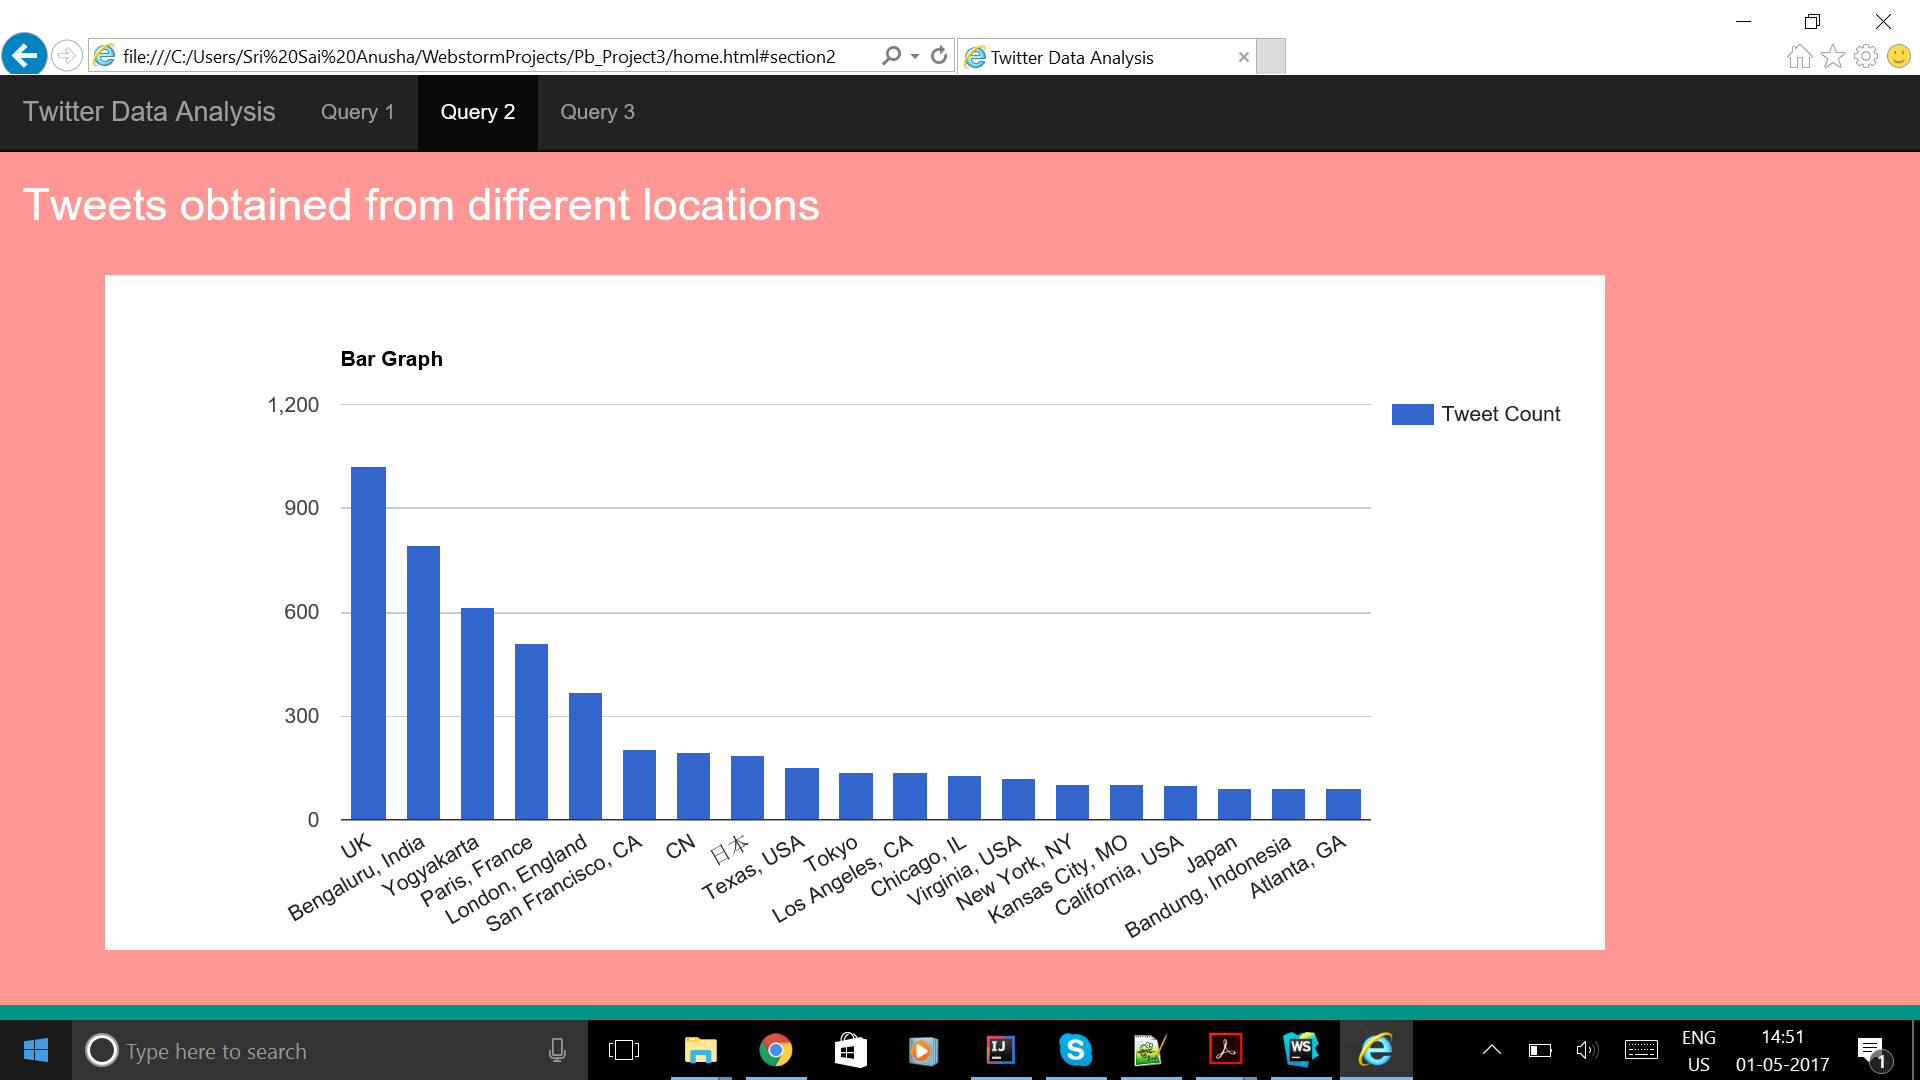 file:///C:/Users/Sri%20Sai%20Anusha/WebstormProjects/Pb_Project3/home.html#section2
Twitter Data Analysis
Twitter Data Analysis Query 1 Query 2 Query 3
Tweets obtained from different locations
Bar Graph
Tweet Count
1,200
900
600
300
0
UK
Bengaluru, India
Yogyakarta
Paris, France
London, England
San Francisco, CA
CN
日本
Texas, USA
Tokyo
Los Angeles, CA
Chicago, IL
Virginia, USA
New York, NY
Kansas City, MO
California, USA
Japan
Bandung, Indonesia
Atlanta, GA
Type here to search
IJ
WS
ENG
US
14:51
01-05-2017
1